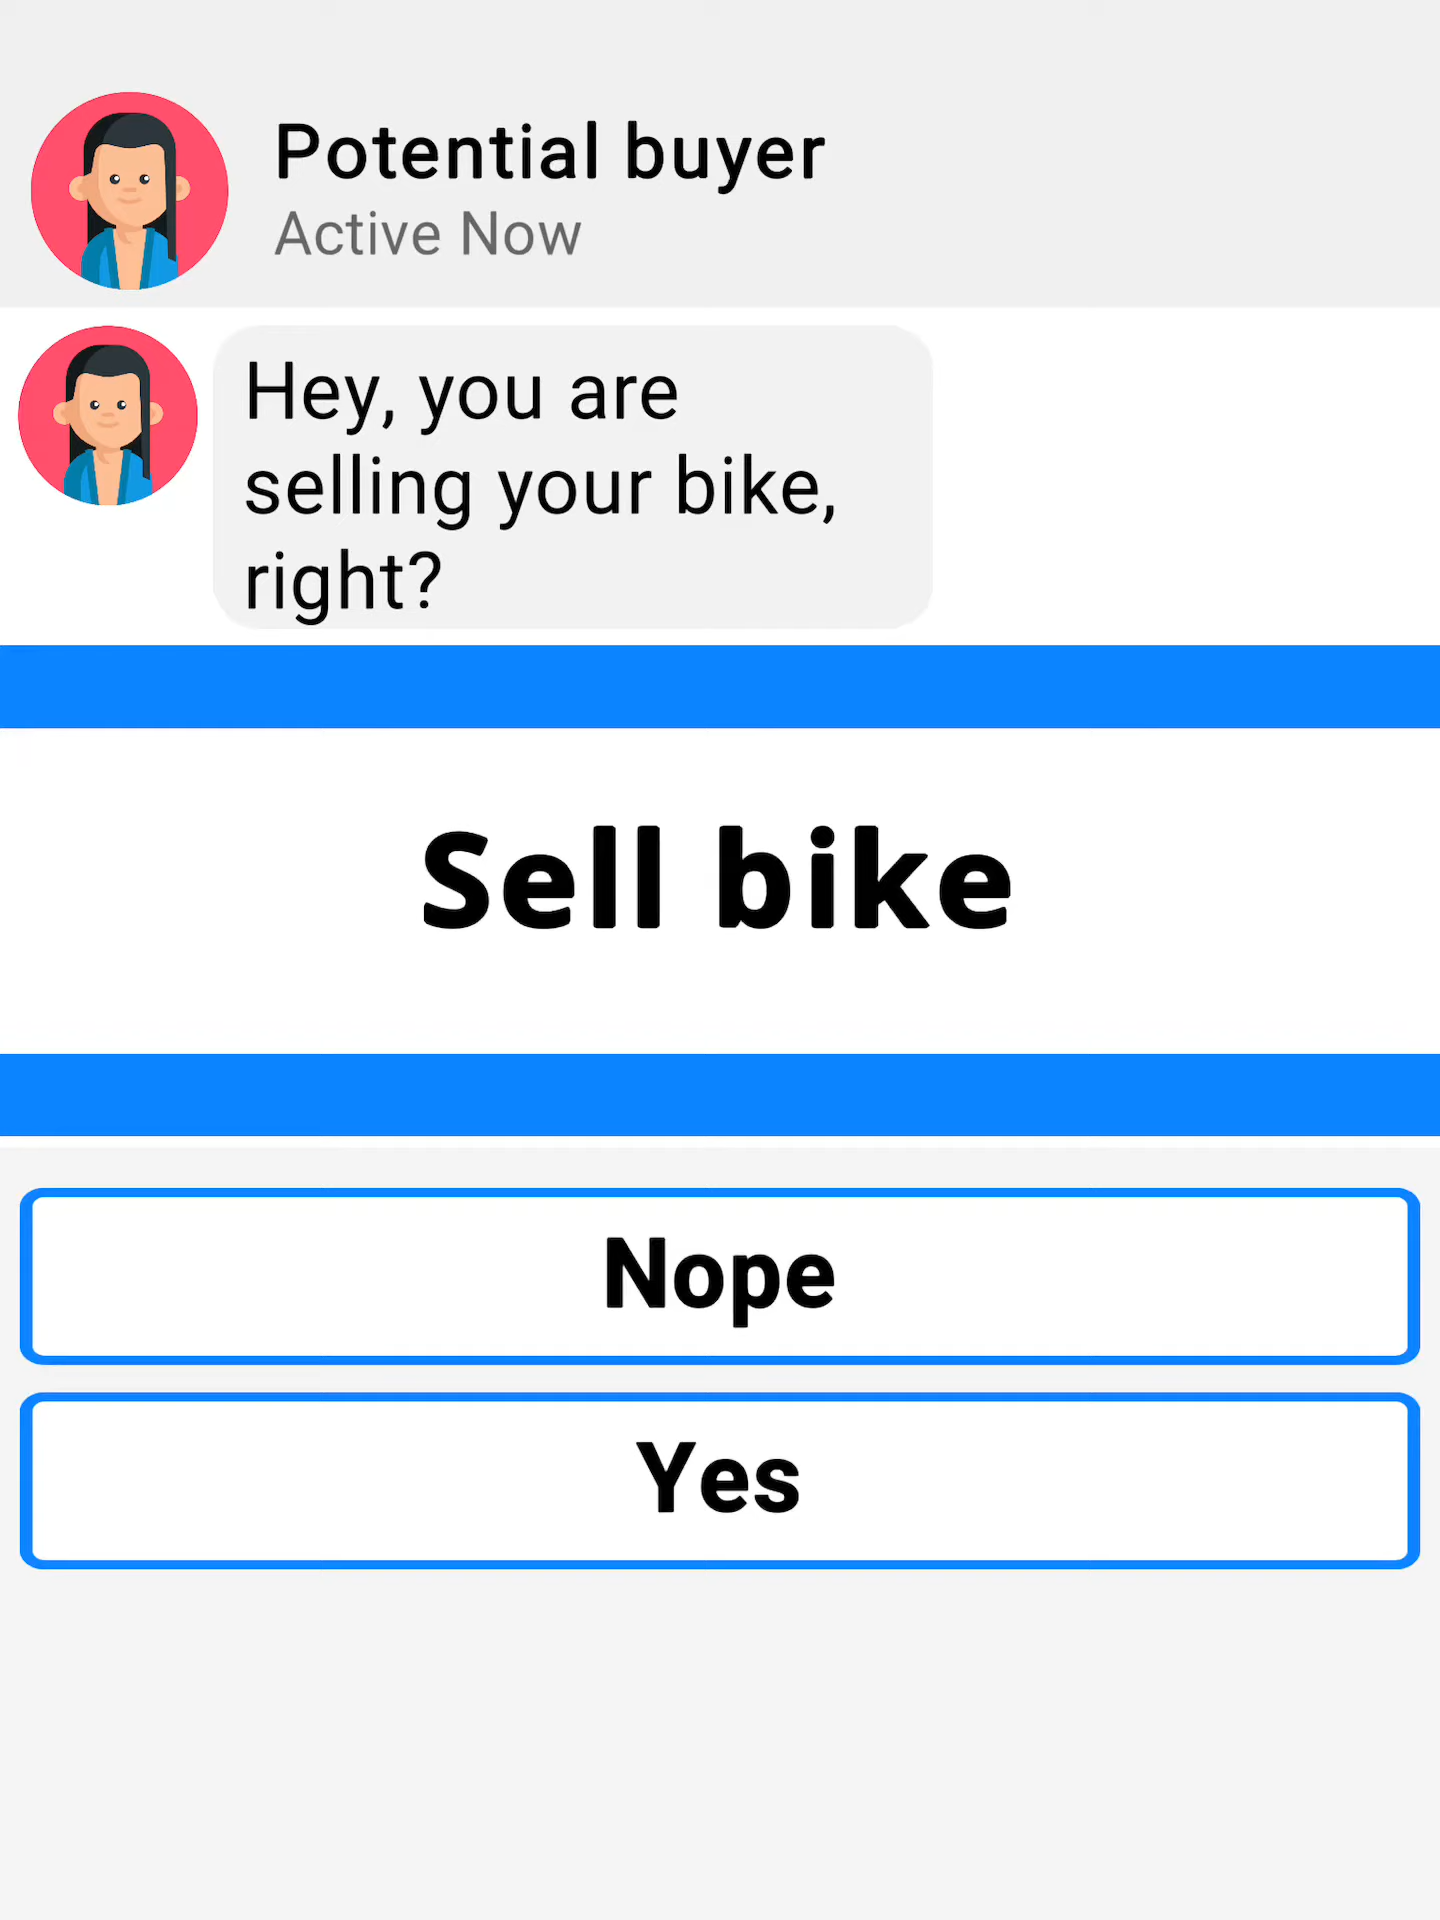 Potential buyer
Active Now
Hey, you are
selling your bike,
right?
Sell bike
Nope
Yes